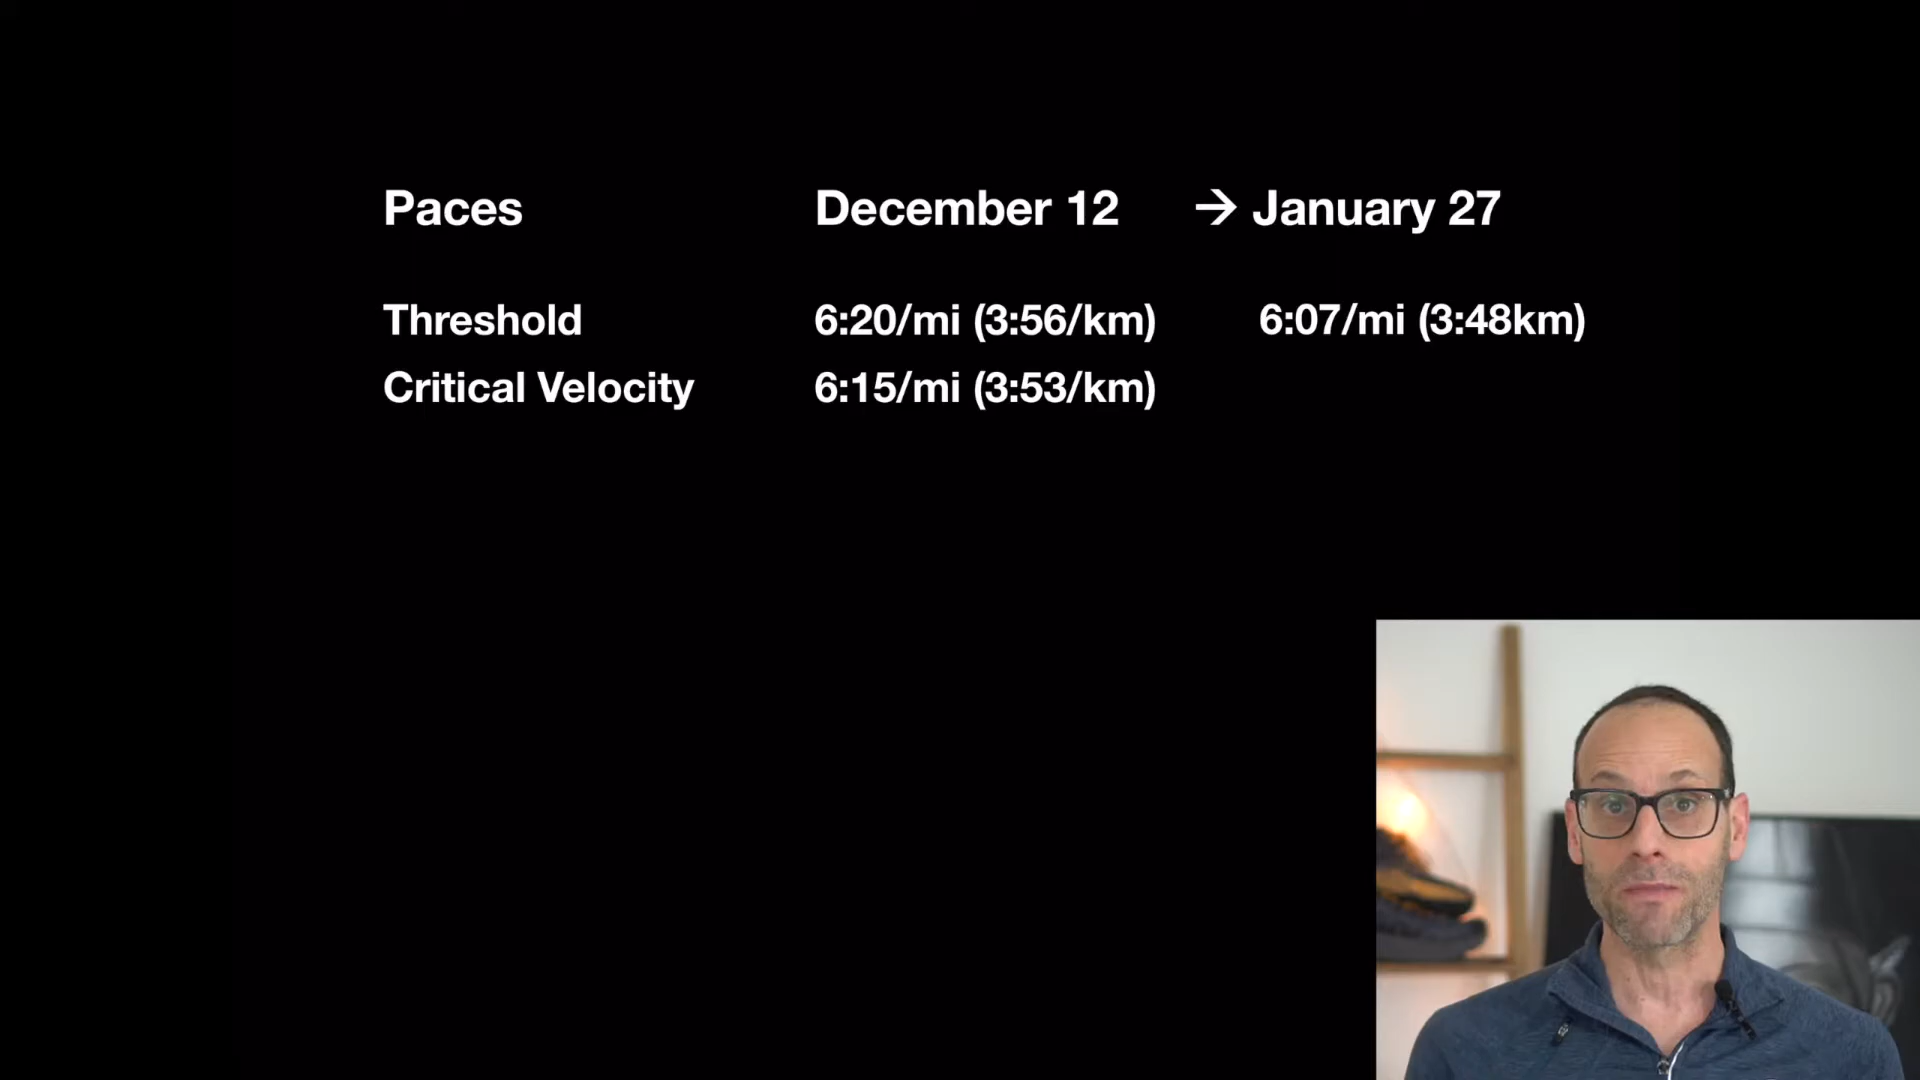 Paces December 12 → January 27
Threshold 6:20/mi (3:56/km) 6:07/mi (3:48km)
Critical Velocity 6:15/mi (3:53/km)